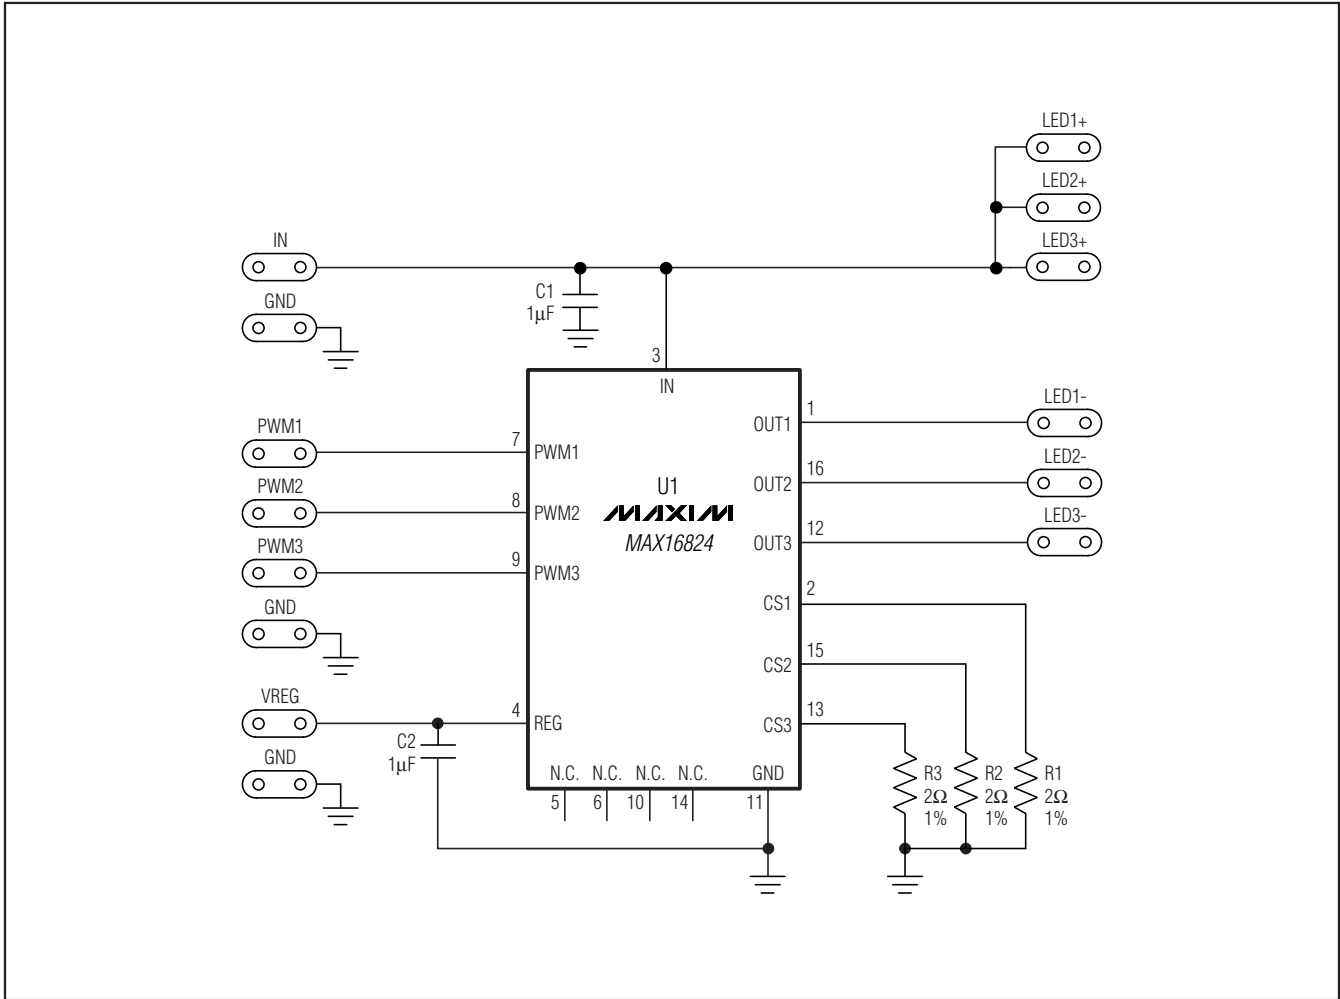 LED1+
LED2+
IN
LED3+
C1
1μF
GND
3
IN
LED1-
1
OUT1
PWM1
7
PWM1
LED2-
16
OUT2
U1
PWM2
8
PWM2
MAXIM
MAX16824
LED3-
12
OUT3
PWM3
9
PWM3
2
CS1
GND
15
CS2
VREG
4
REG
13
CS3
C2
1μF
GND
N.C. N.C. N.C. N.C. GND
5 6 10 14 11
R3
2Ω
1%
R2
2Ω
1%
R1
2Ω
1%